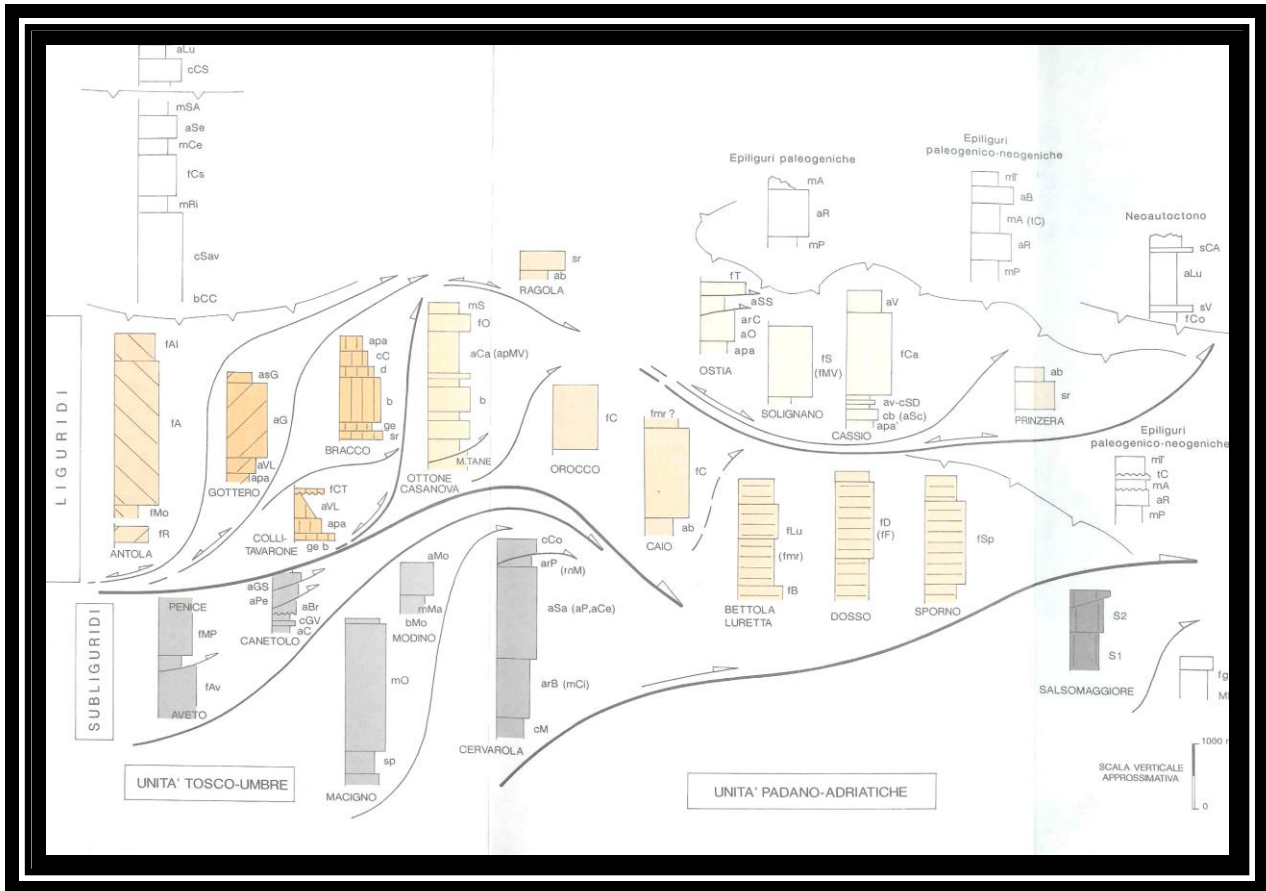 aLu
cCS
mSA
aSe
mCe
fCs
mRi
cSav
bCC
Epiliguri paleogeniche
mA
aR
mP
Epiliguri
paleogenico-neogeniche
mT
aB
mA (tC)
aR
mP
Neoautoctono
sCA
aLu
sV
fCo
LIGURIDI
fAl
fA
fMo
fR
ANTOLA
asG
aG
aVL
apa
GOTTERO
apa
cC
d
b
ge
sr
BRACCO
fCT
aVL
apa
ge b
COLLI-
TAVARONE
mS
fO
aCa (apMV)
b
M.TANE
OTTONE
CASANOVA
sr
ab
RAGOLA
fC
OROCCO
fmr ?
fC
ab
CAIO
fT
aSS
arC
aO
apa
OSTIA
fS
(fMV)
SOLIGNANO
aV
fCa
av-cSD
cb (aSc)
apa
CASSIO
ab
sr
PRINZERA
Epiliguri
paleogenico-neogeniche
mT
tC
mA
aR
mP
fLu
(fmr)
fB
BETTOLA
LURETTA
fD
(fF)
DOSSO
fSp
SPORNO
SUBLIGURIDI
PENICE
fMP
fAv
AVETO
aGS
aPe
aBr
cGV
aC
CANETOLO
aMo
mMa
bMo
MODINO
mO
sp
MACIGNO
cCo
arP
(mM)
aSa (aP,aCe)
arB (mCi)
cM
CERVAROLA
S2
S1
SALSOMAGGIORE
fg
UNITA' TOSCO-UMBRE
UNITA' PADANO-ADRIATICHE
1000
SCALA VERTICALE
APPROSSIMATIVA
0